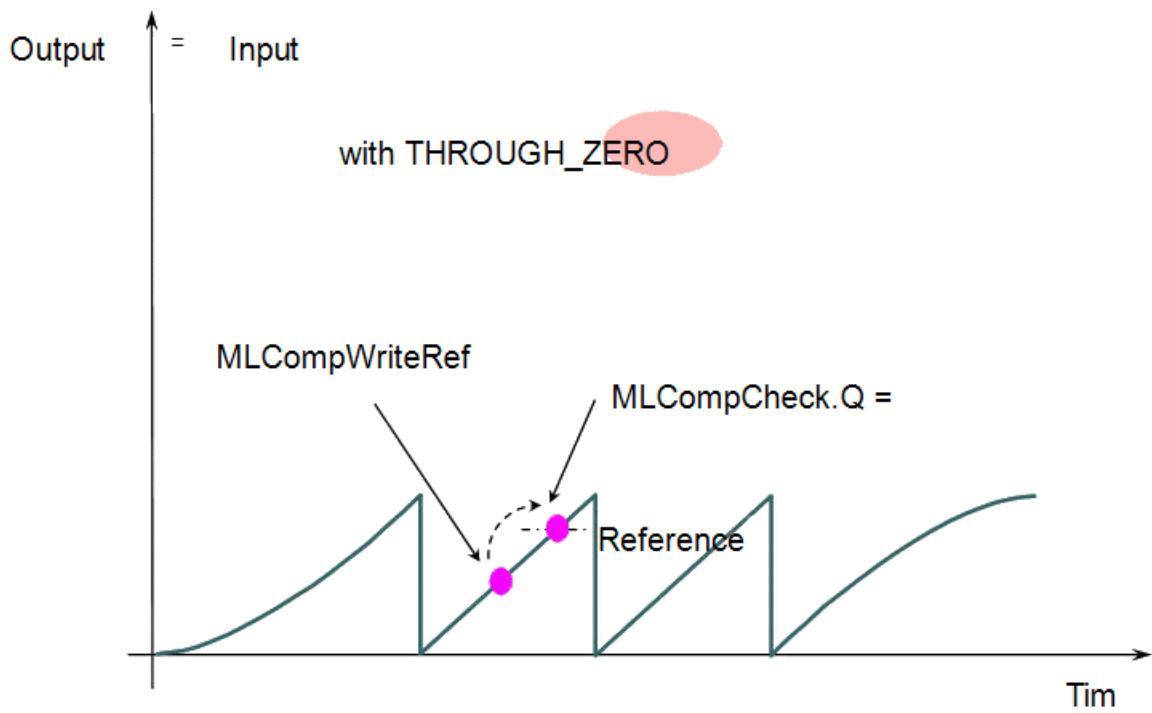 Output = Input
with THROUGH_ZERO
MLCompWriteRef
MLCompCheck.Q =
Reference
Tim